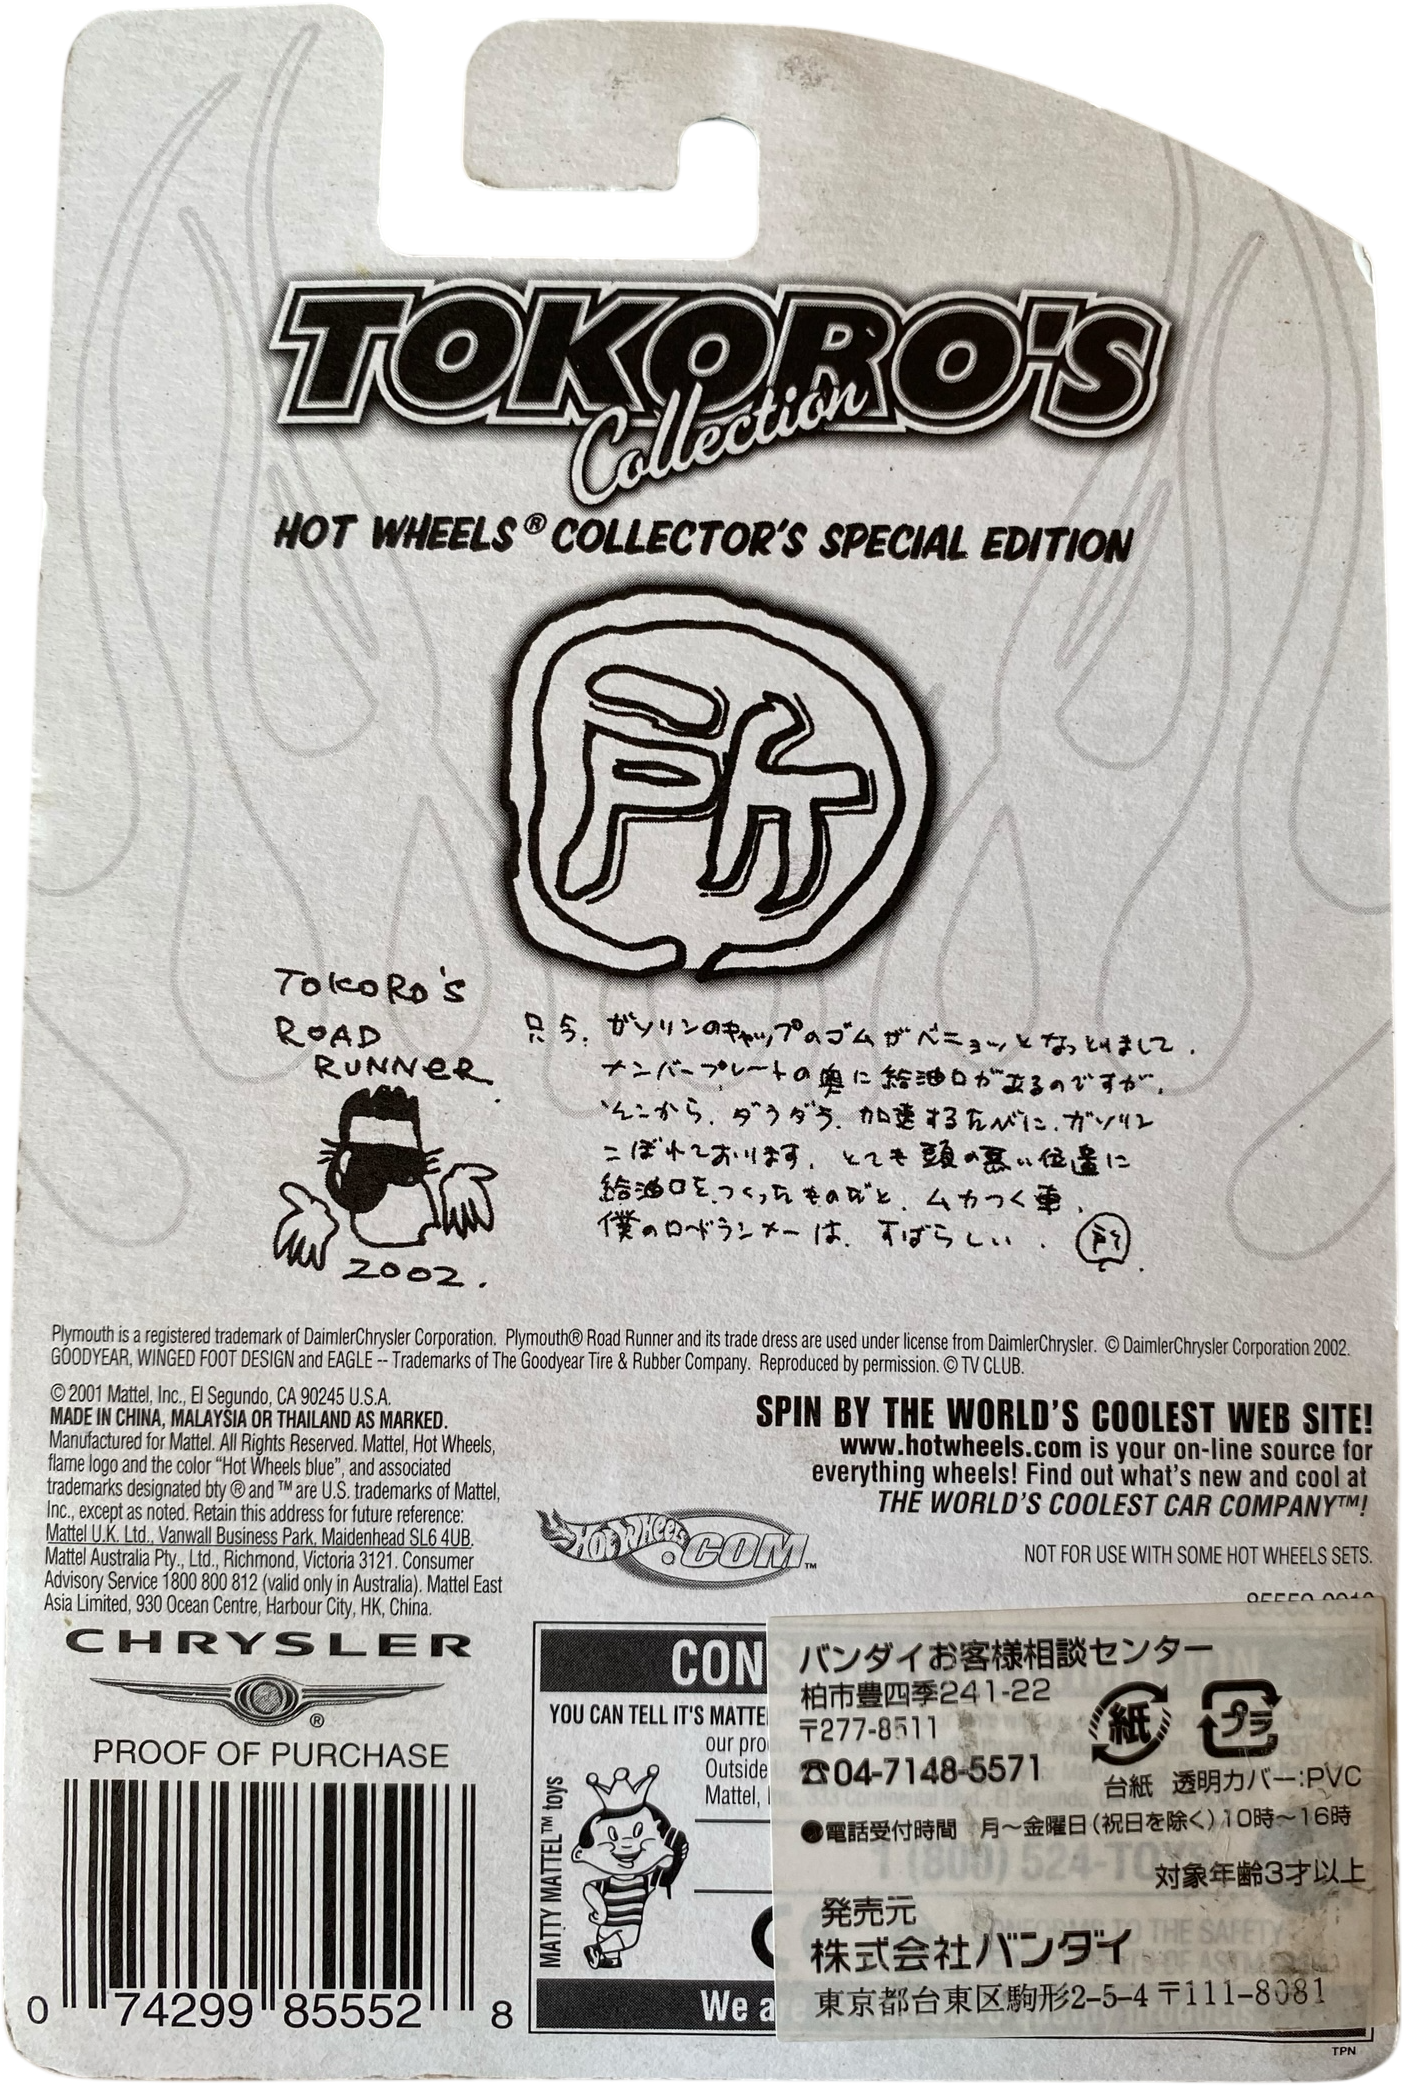 TOKORO'S
Collection
HOT WHEELS® COLLECTOR'S SPECIAL EDITION
所
TOKORO'S
ROAD
RUNNER
2002.
只今、ガソリンのキャップのゴムがベニョッとなっとりまして、
ナンバープレートの奥に給油口があるのですが、
そこから、ダラダラ、加速するたびに、ガソリン
こぼれております。とても頭の悪い位置に
給油口を、つくったものだと、ムカつく車、
僕のロードランナーは、すばらしい。 所
Plymouth is a registered trademark of DaimlerChrysler Corporation. Plymouth® Road Runner and its trade dress are used under license from DaimlerChrysler. © DaimlerChrysler Corporation 2002.
GOODYEAR, WINGED FOOT DESIGN and EAGLE -- Trademarks of The Goodyear Tire & Rubber Company. Reproduced by permission. © TV CLUB.
© 2001 Mattel, Inc., El Segundo, CA 90245 U.S.A.
MADE IN CHINA, MALAYSIA OR THAILAND AS MARKED.
Manufactured for Mattel. All Rights Reserved. Mattel, Hot Wheels,
flame logo and the color “Hot Wheels blue”, and associated
trademarks designated bty ® and ™ are U.S. trademarks of Mattel,
Inc., except as noted. Retain this address for future reference:
Mattel U.K. Ltd., Vanwall Business Park, Maidenhead SL6 4UB.
Mattel Australia Pty., Ltd., Richmond, Victoria 3121. Consumer
Advisory Service 1800 800 812 (valid only in Australia). Mattel East
Asia Limited, 930 Ocean Centre, Harbour City, HK, China.
SPIN BY THE WORLD'S COOLEST WEB SITE!
www.hotwheels.com is your on-line source for
everything wheels! Find out what's new and cool at
THE WORLD'S COOLEST CAR COMPANY™!
HOT WHEELS.COM™
NOT FOR USE WITH SOME HOT WHEELS SETS.
CHRYSLER
®
PROOF OF PURCHASE
0 74299 85552 8
CON
YOU CAN TELL IT'S MATTE
our pro
Outside
Mattel,
MATTY MATTEL™ toys
1 (800) 524-TO
CONFORMS TO THE SAFETY
We a
バンダイお客様相談センター
柏市豊四季241-22
〒277-8511
☎04-7148-5571
紙 プラ
台紙 透明カバー:PVC
●電話受付時間 月〜金曜日(祝日を除く)10時〜16時
対象年齢3才以上
発売元
株式会社バンダイ
東京都台東区駒形2-5-4 〒111-8081
TPN